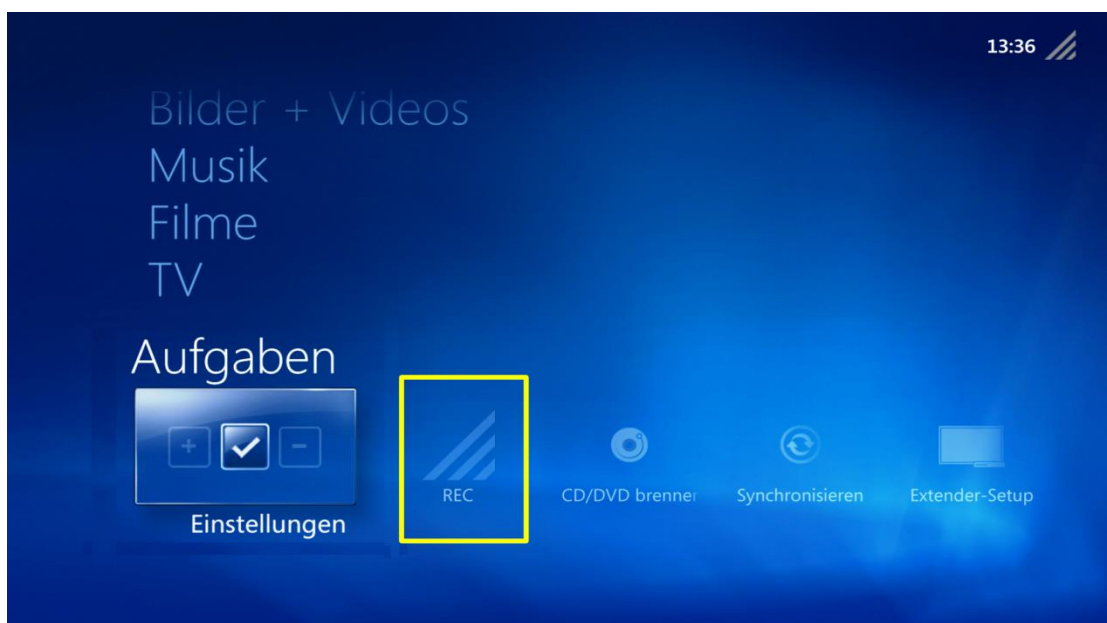 13:36
Bilder + Videos
Musik
Filme
TV
Aufgaben
REC
CD/DVD brenner
Synchronisieren
Extender-Setup
Einstellungen